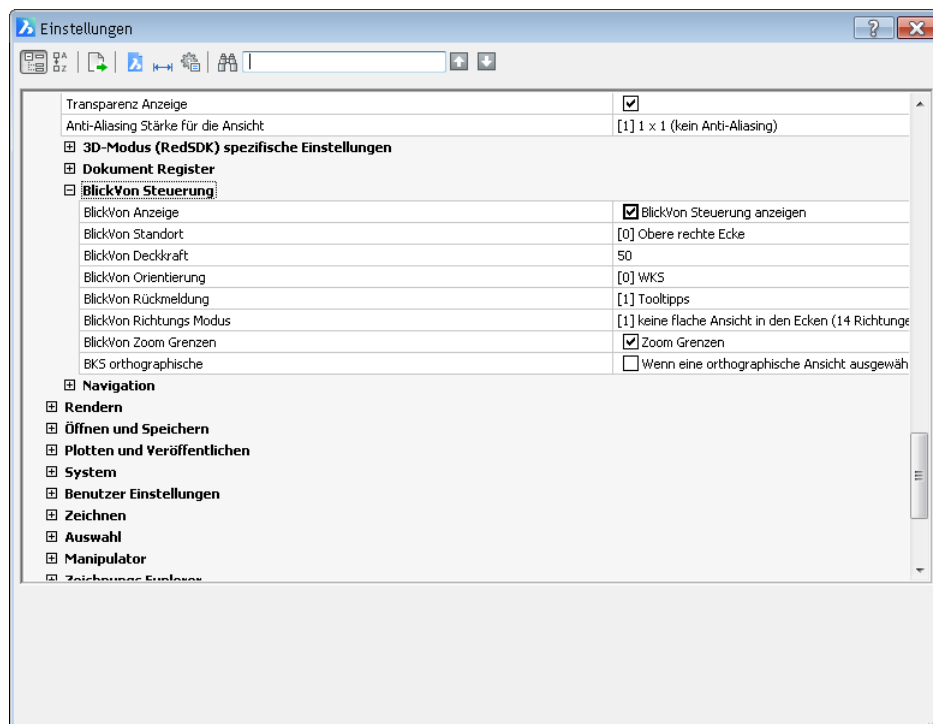 Einstellungen
Transparenz Anzeige
Anti-Aliasing Stärke für die Ansicht [1] 1 x 1 (kein Anti-Aliasing)
3D-Modus (RedSDK) spezifische Einstellungen
Dokument Register
BlickVon Steuerung
BlickVon Anzeige BlickVon Steuerung anzeigen
BlickVon Standort [0] Obere rechte Ecke
BlickVon Deckkraft 50
BlickVon Orientierung [0] WKS
BlickVon Rückmeldung [1] Tooltipps
BlickVon Richtungs Modus [1] keine flache Ansicht in den Ecken (14 Richtunge
BlickVon Zoom Grenzen Zoom Grenzen
BKS orthographische Wenn eine orthographische Ansicht ausgewäh
Navigation
Rendern
Öffnen und Speichern
Plotten und Veröffentlichen
System
Benutzer Einstellungen
Zeichnen
Auswahl
Manipulator
Zeichnungs Explorer